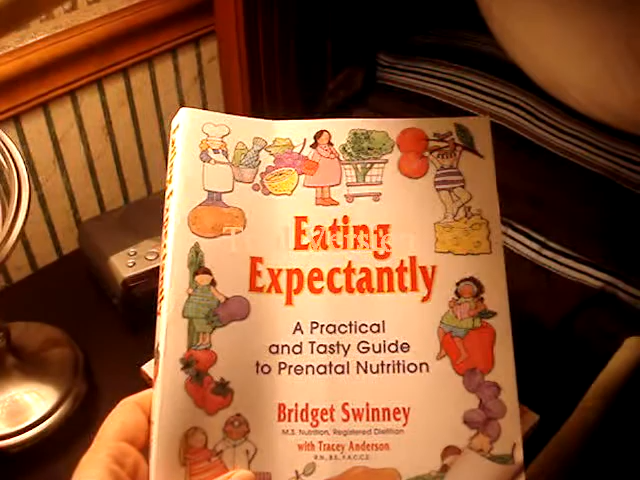 Eating
Expectantly
A Practical
and Tasty Guide
to Prenatal Nutrition
Bridget Swinney
M.S. Nutrition, Registered Dietitian
with Tracey Anderson